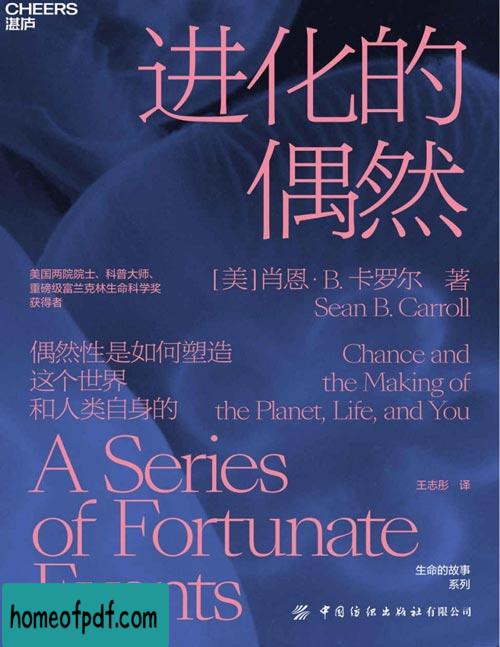 CHEERS
湛庐
进化的
偶然
美国两院院士、科普大师、
重磅级富兰克林生命科学奖
获得者
[美]肖恩·B.卡罗尔 著
Sean B. Carroll
偶然性是如何塑造
这个世界
和人类自身的
Chance and
the Making of
the Planet, Life, and You
A Series
of Fortunate
Events
王志彤 译
生命的故事
系列
中国纺织出版社有限公司
homeofpdf.com